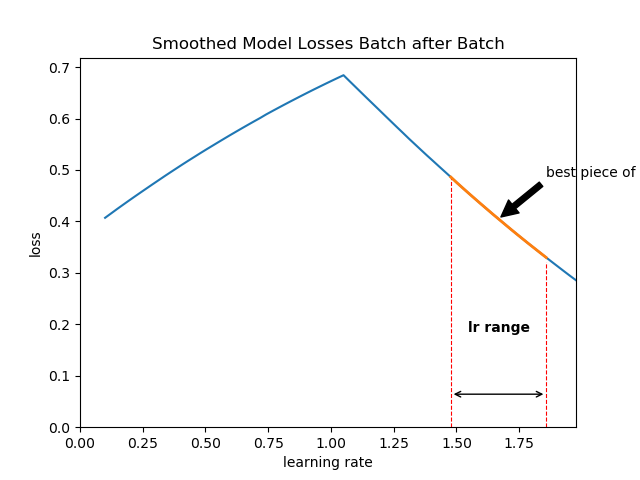 Smoothed Model Losses Batch after Batch
0.7
0.6
0.5
0.4
0.3
0.2
0.1
0.0
loss
best piece of
lr range
0.00 0.25 0.50 0.75 1.00 1.25 1.50 1.75
learning rate